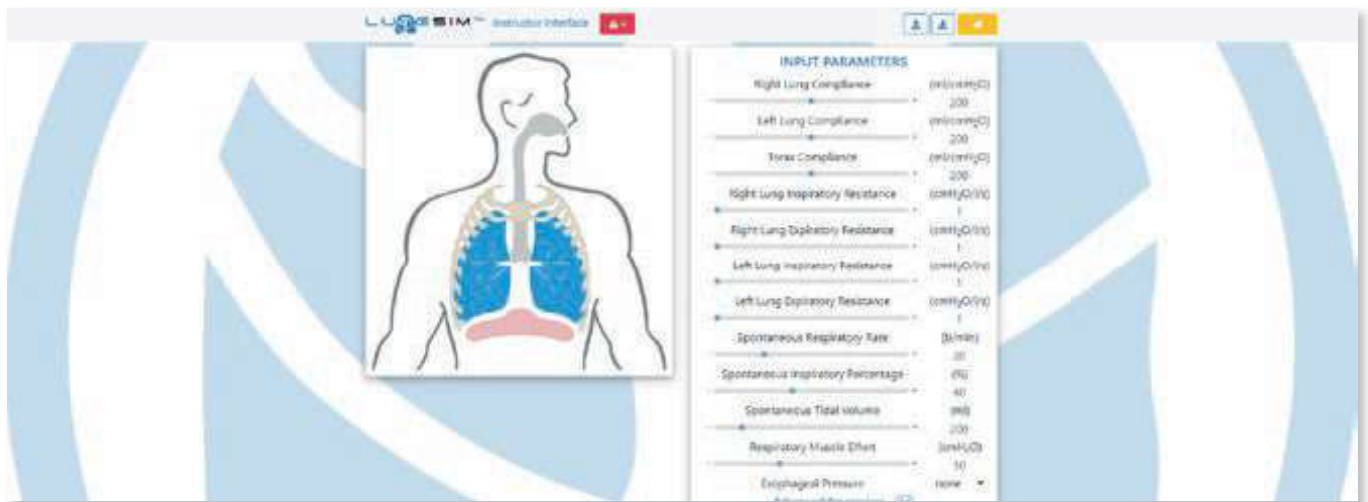 LUNGSIM™ Instructor Interface
INPUT PARAMETERS
Right Lung Compliance (ml/cmH₂O)
200
Left Lung Compliance (ml/cmH₂O)
200
Torax Compliance (ml/cmH₂O)
200
Right Lung Inspiratory Resistance (cmH₂O/l/s)
1
Right Lung Expiratory Resistance (cmH₂O/l/s)
1
Left Lung Inspiratory Resistance (cmH₂O/l/s)
1
Left Lung Expiratory Resistance (cmH₂O/l/s)
1
Spontaneous Respiratory Rate (b/min)
Spontaneous Inspiratory Percentage (%)
40
Spontaneous Tidal Volume (ml)
200
Respiratory Muscle Effort (cmH₂O)
10
Esophageal Pressure none